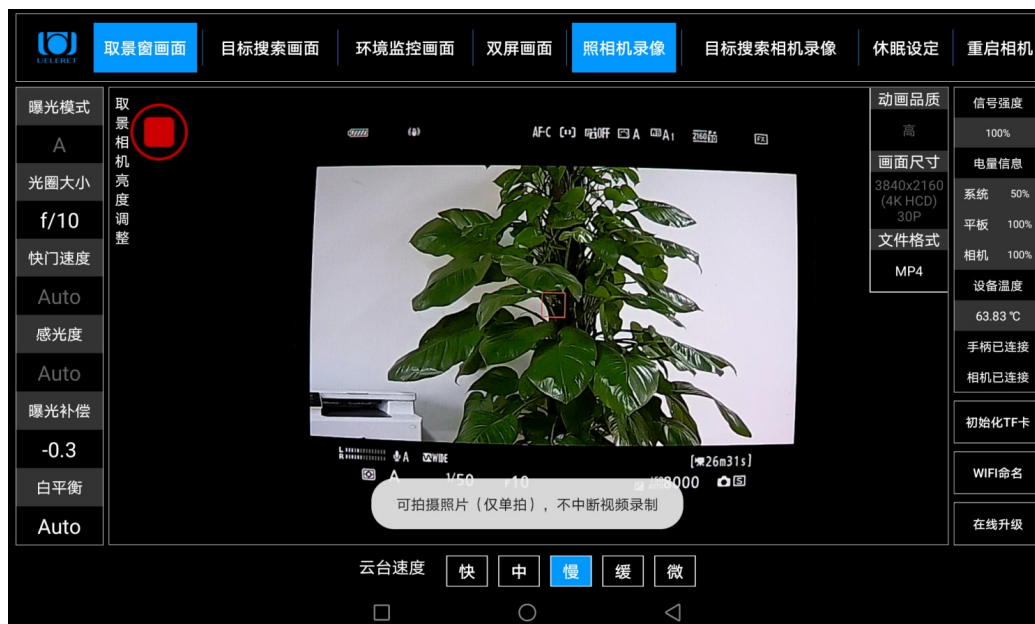 UELERET
取景窗画面
目标搜索画面
环境监控画面
双屏画面
照相机录像
目标搜索相机录像
休眠设定
重启相机
曝光模式
A
光圈大小
f/10
快门速度
Auto
感光度
Auto
曝光补偿
-0.3
白平衡
Auto
取景相机亮度调整
AF-C
OFF
A
A1
2160
FX
L
R
A
WIDE
[26m31s]
A
1/50
F10
8000
S
可拍摄照片（仅单拍），不中断视频录制
动画品质
高
画面尺寸
3840x2160
(4K HCD)
30P
文件格式
MP4
信号强度
100%
电量信息
系统 50%
平板 100%
相机 100%
设备温度
63.83 ℃
手柄已连接
相机已连接
初始化TF卡
WIFI命名
在线升级
云台速度
快
中
慢
缓
微